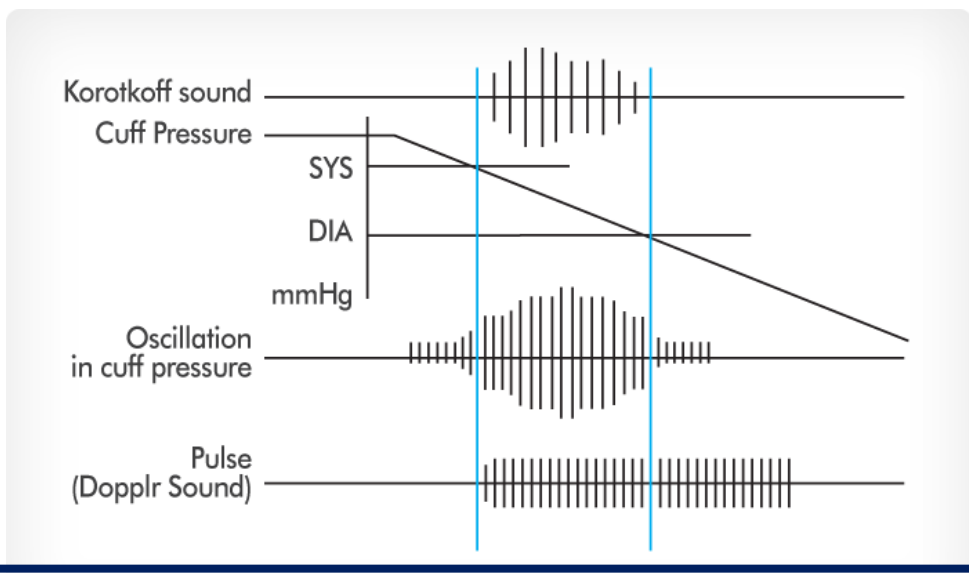 Korotkoff sound
Cuff Pressure
SYS
DIA
mmHg
Oscillation
in cuff pressure
Pulse
(Dopplr Sound)